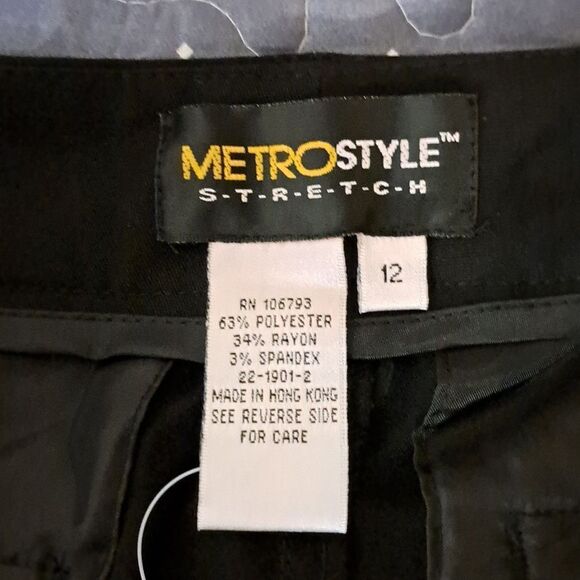 METROSTYLE™
S-T-R-E-T-C-H
12
RN 106793
63% POLYESTER
34% RAYON
3% SPANDEX
22-1901-2
MADE IN HONG KONG
SEE REVERSE SIDE
FOR CARE